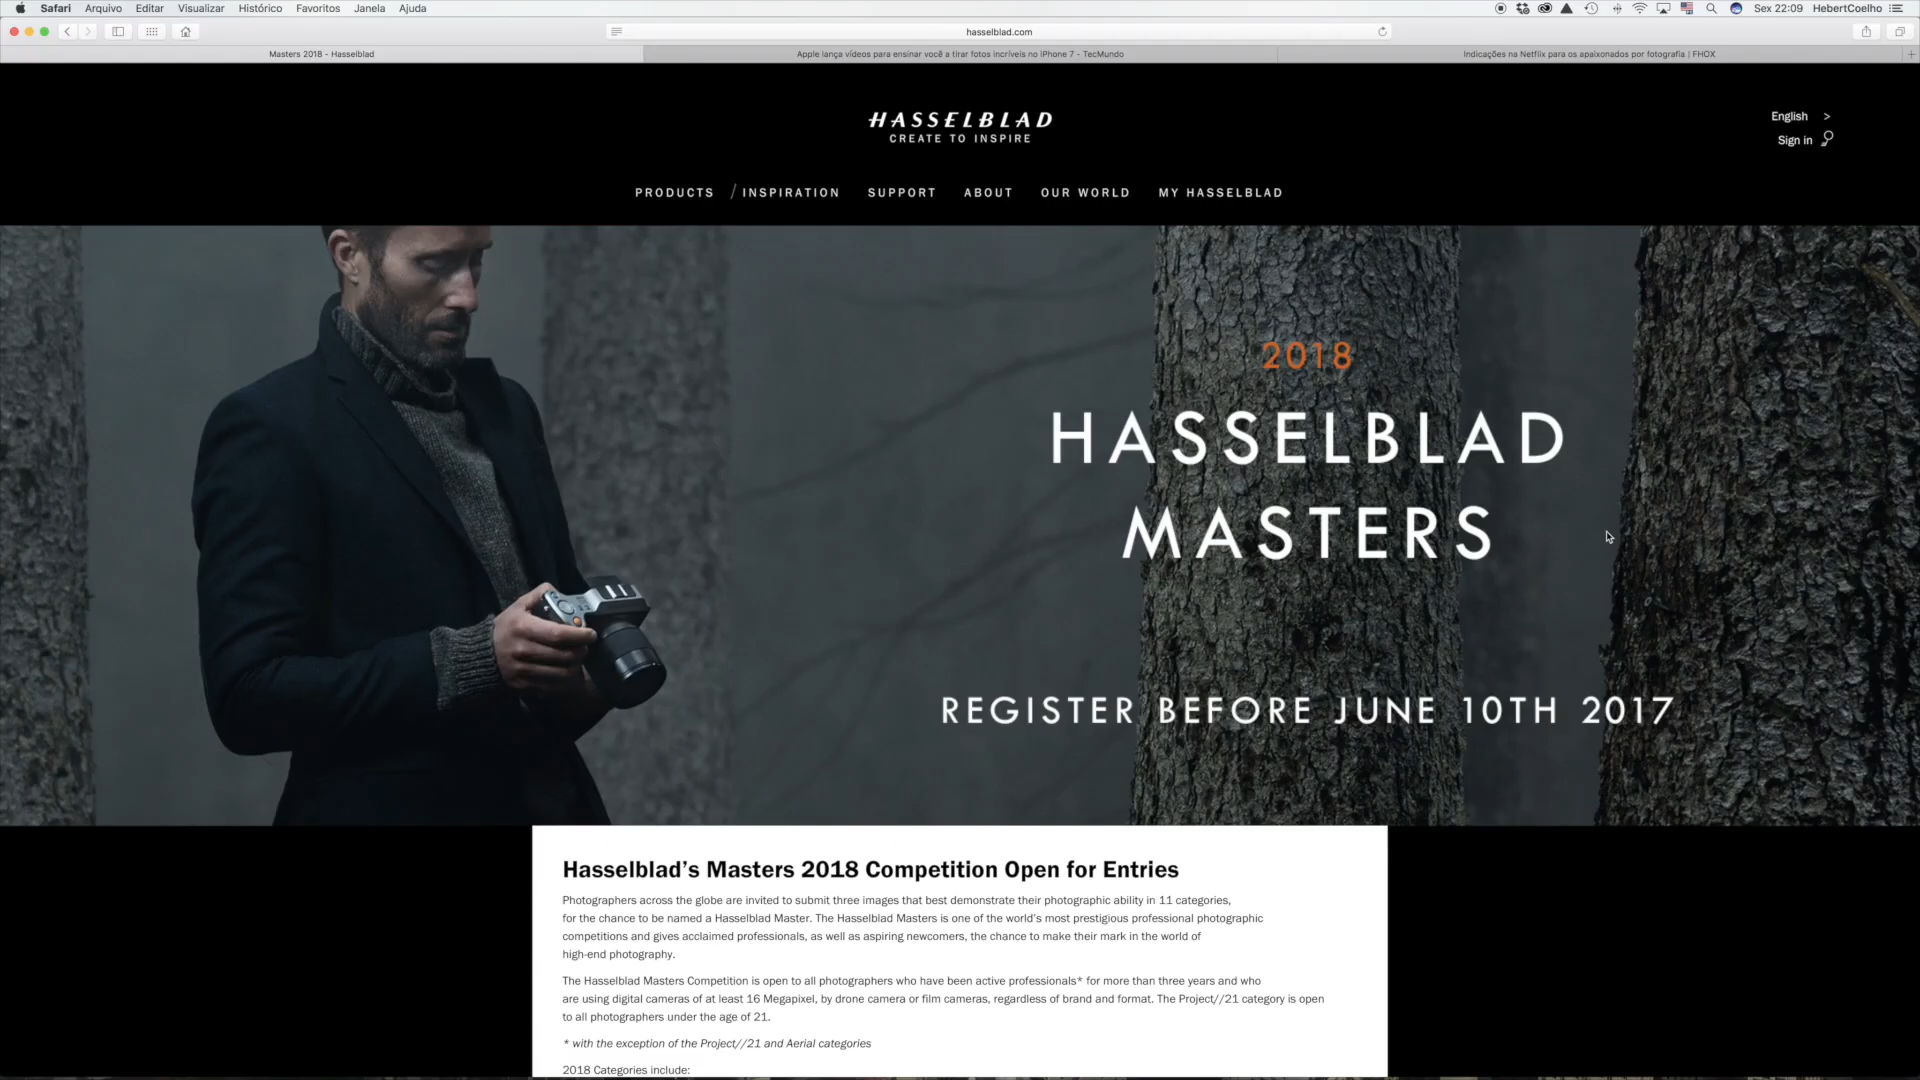 Safari Arquivo Editar Visualizar Histórico Favoritos Janela Ajuda Sex 22:09 HebertCoelho
hasselblad.com
Masters 2018 - Hasselblad Apple lança vídeos para ensinar você a tirar fotos incríveis no iPhone 7 - TecMundo Indicações na Netflix para os apaixonados por fotografia | FHOX
HASSELBLAD
CREATE TO INSPIRE
English >
Sign in
PRODUCTS / INSPIRATION SUPPORT ABOUT OUR WORLD MY HASSELBLAD
2018
HASSELBLAD
MASTERS
REGISTER BEFORE JUNE 10TH 2017
Hasselblad’s Masters 2018 Competition Open for Entries
Photographers across the globe are invited to submit three images that best demonstrate their photographic ability in 11 categories,
for the chance to be named a Hasselblad Master. The Hasselblad Masters is one of the world’s most prestigious professional photographic
competitions and gives acclaimed professionals, as well as aspiring newcomers, the chance to make their mark in the world of
high-end photography.
The Hasselblad Masters Competition is open to all photographers who have been active professionals* for more than three years and who
are using digital cameras of at least 16 Megapixel, by drone camera or film cameras, regardless of brand and format. The Project//21 category is open
to all photographers under the age of 21.
* with the exception of the Project//21 and Aerial categories
2018 Categories include: